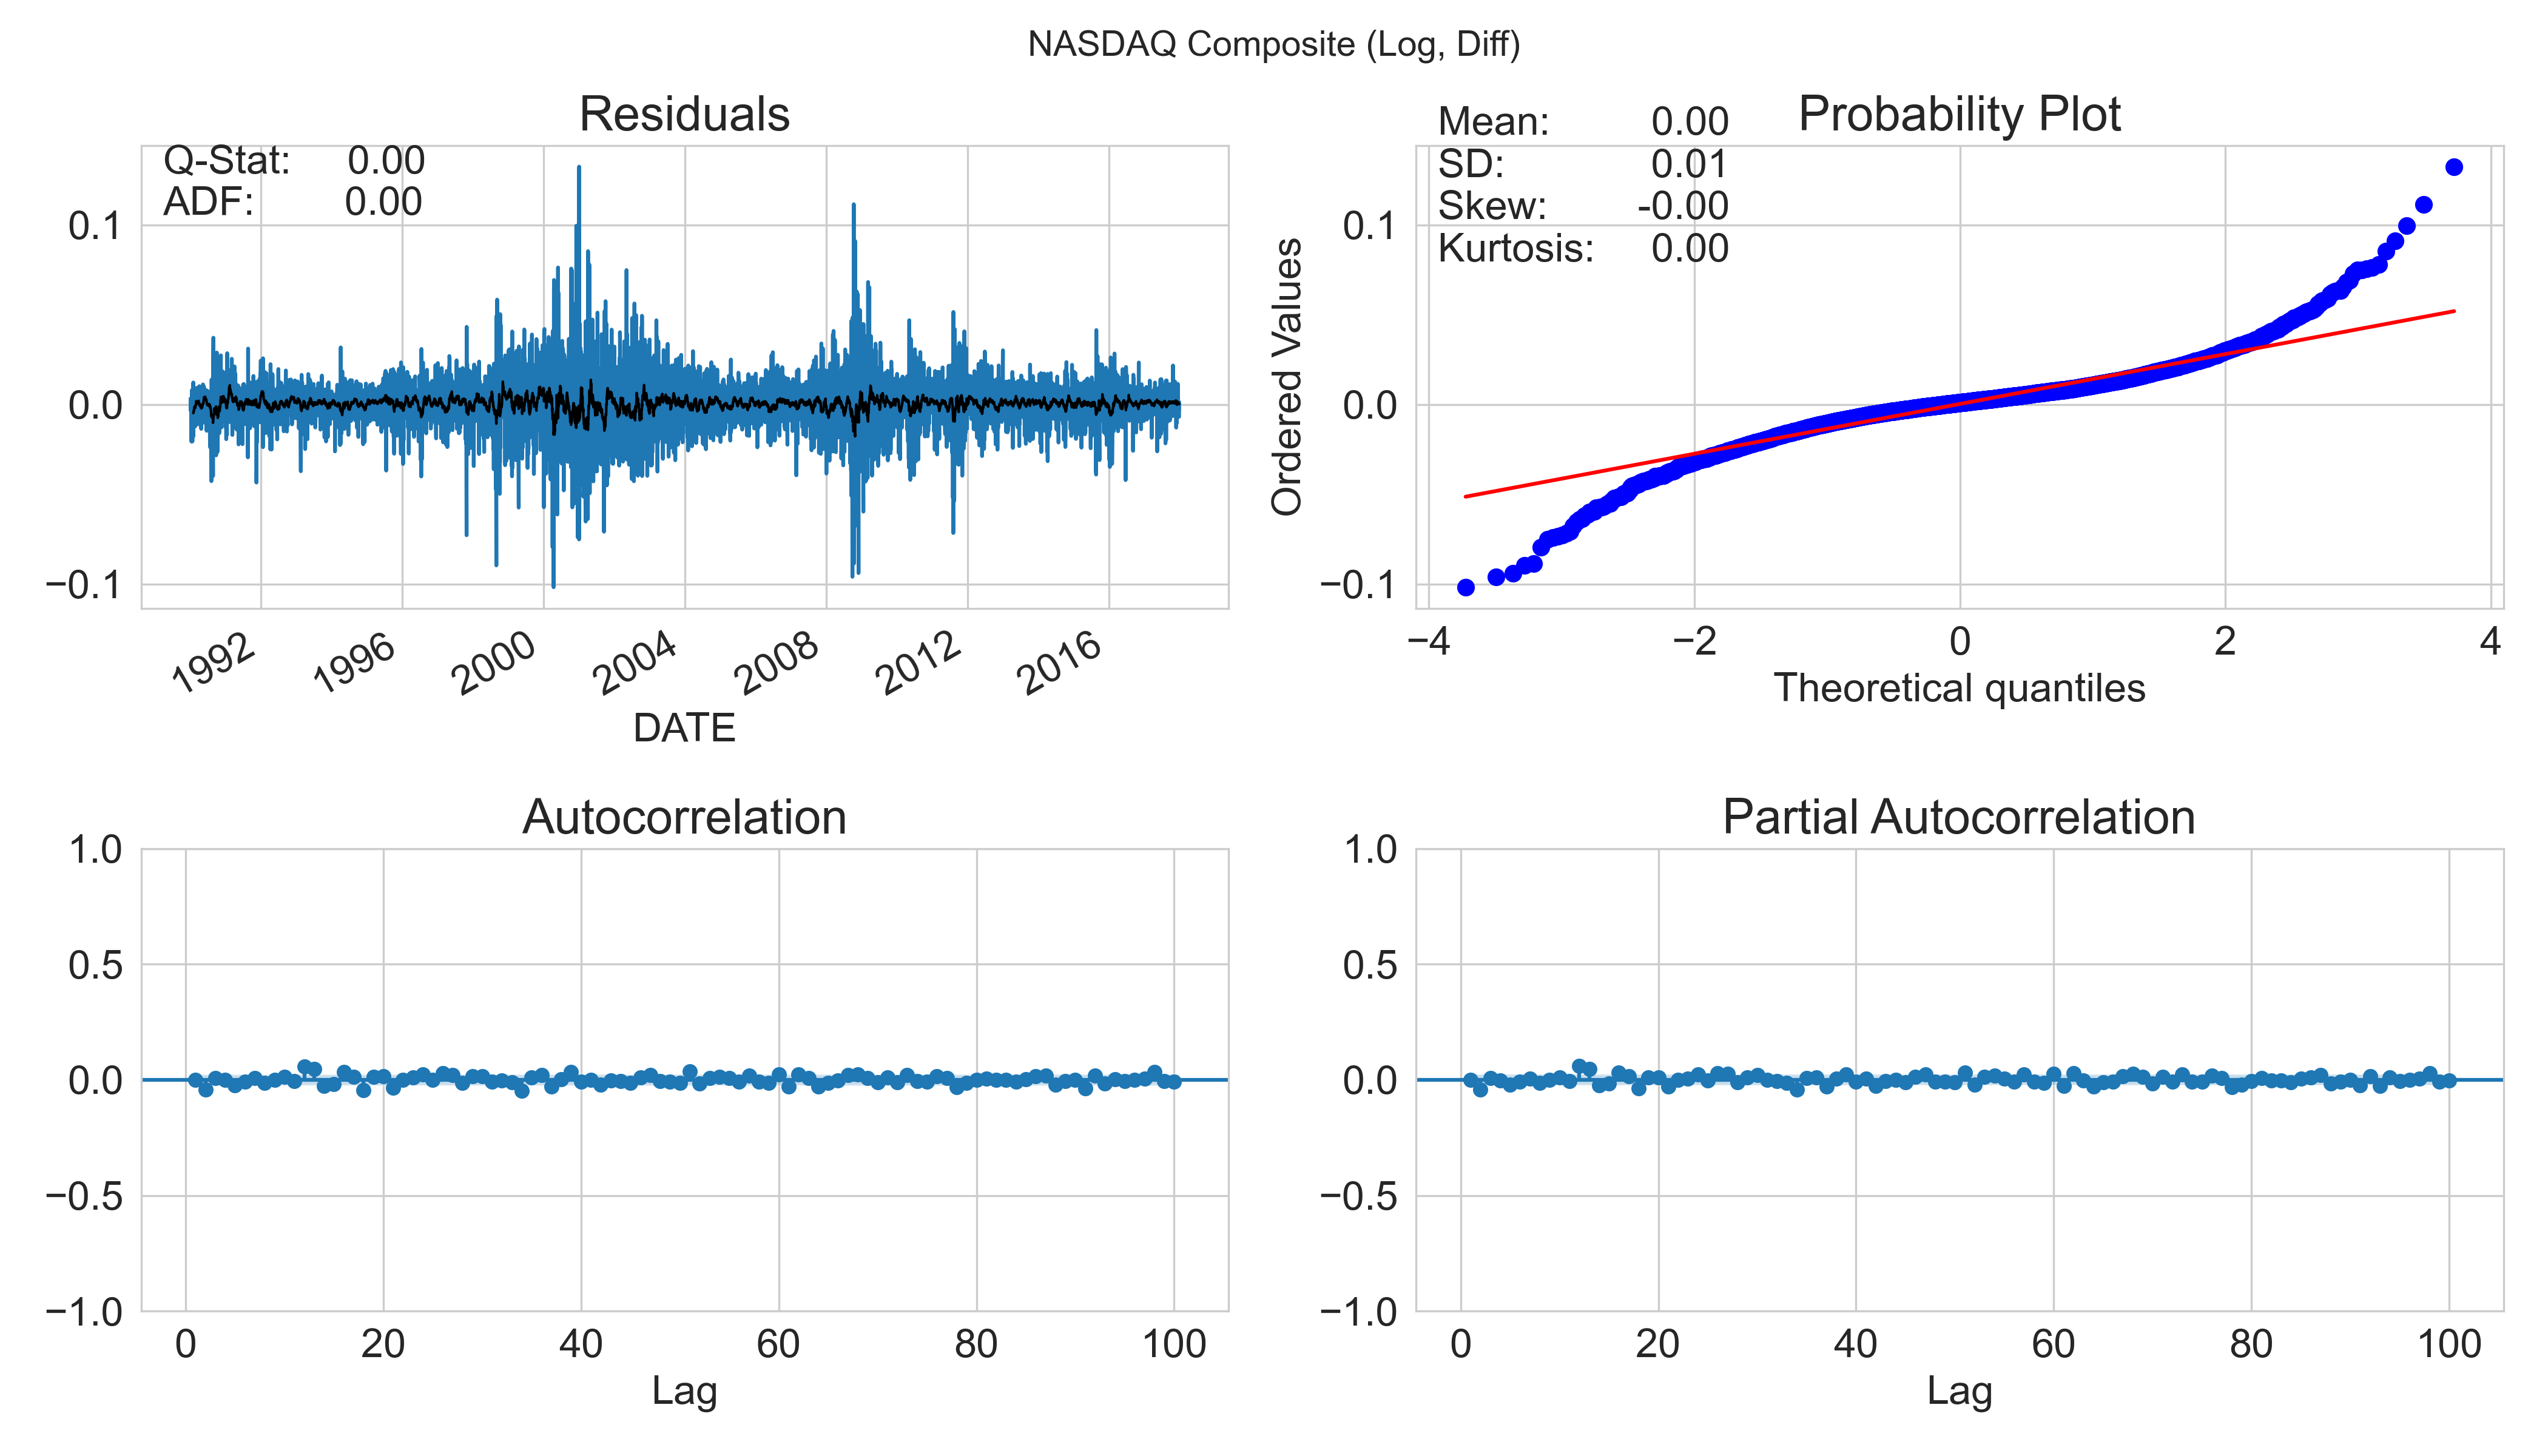 NASDAQ Composite (Log, Diff)
Residuals
Q-Stat: 0.00
ADF: 0.00
0.1
0.0
−0.1
1992 1996 2000 2004 2008 2012 2016
DATE
Probability Plot
Mean: 0.00
SD: 0.01
Skew: -0.00
Kurtosis: 0.00
Ordered Values
0.1
0.0
−0.1
−4 −2 0 2 4
Theoretical quantiles
Autocorrelation
1.0
0.5
0.0
−0.5
−1.0
0 20 40 60 80 100
Lag
Partial Autocorrelation
1.0
0.5
0.0
−0.5
−1.0
0 20 40 60 80 100
Lag